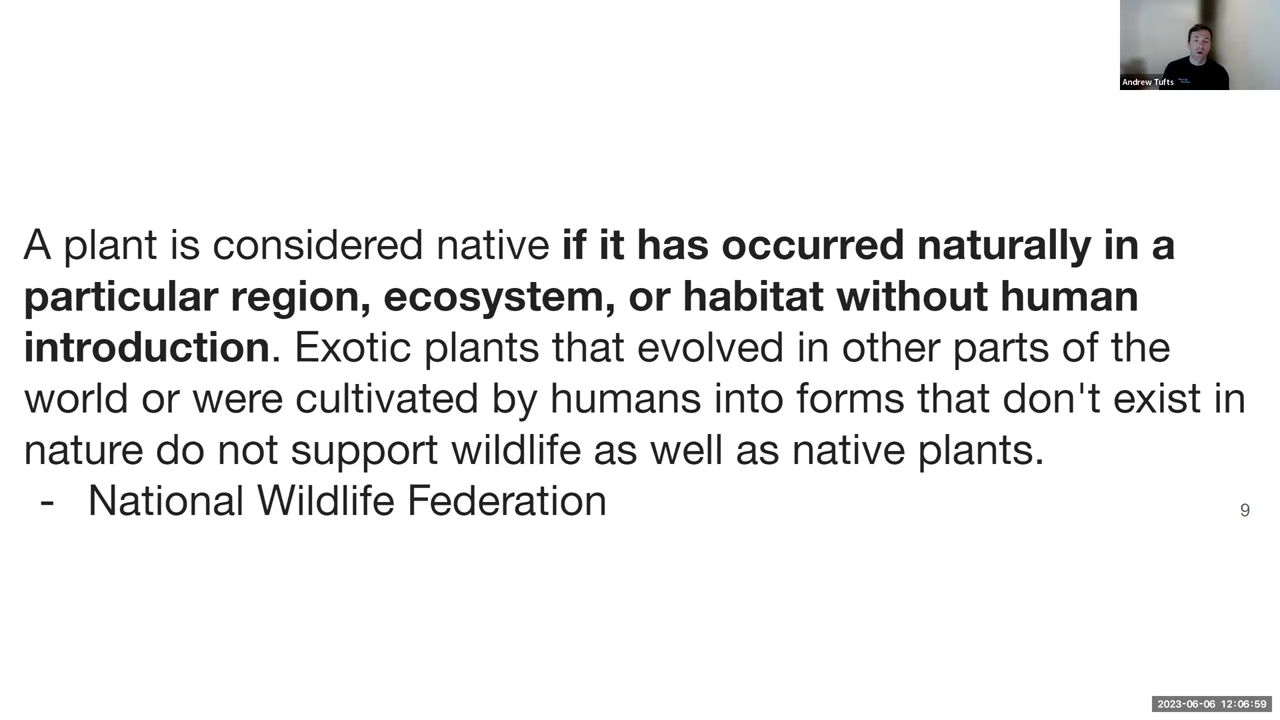 Andrew Tufts
A plant is considered native if it has occurred naturally in a
particular region, ecosystem, or habitat without human
introduction. Exotic plants that evolved in other parts of the
world or were cultivated by humans into forms that don't exist in
nature do not support wildlife as well as native plants.
- National Wildlife Federation
9
2023-06-06 12:06:59